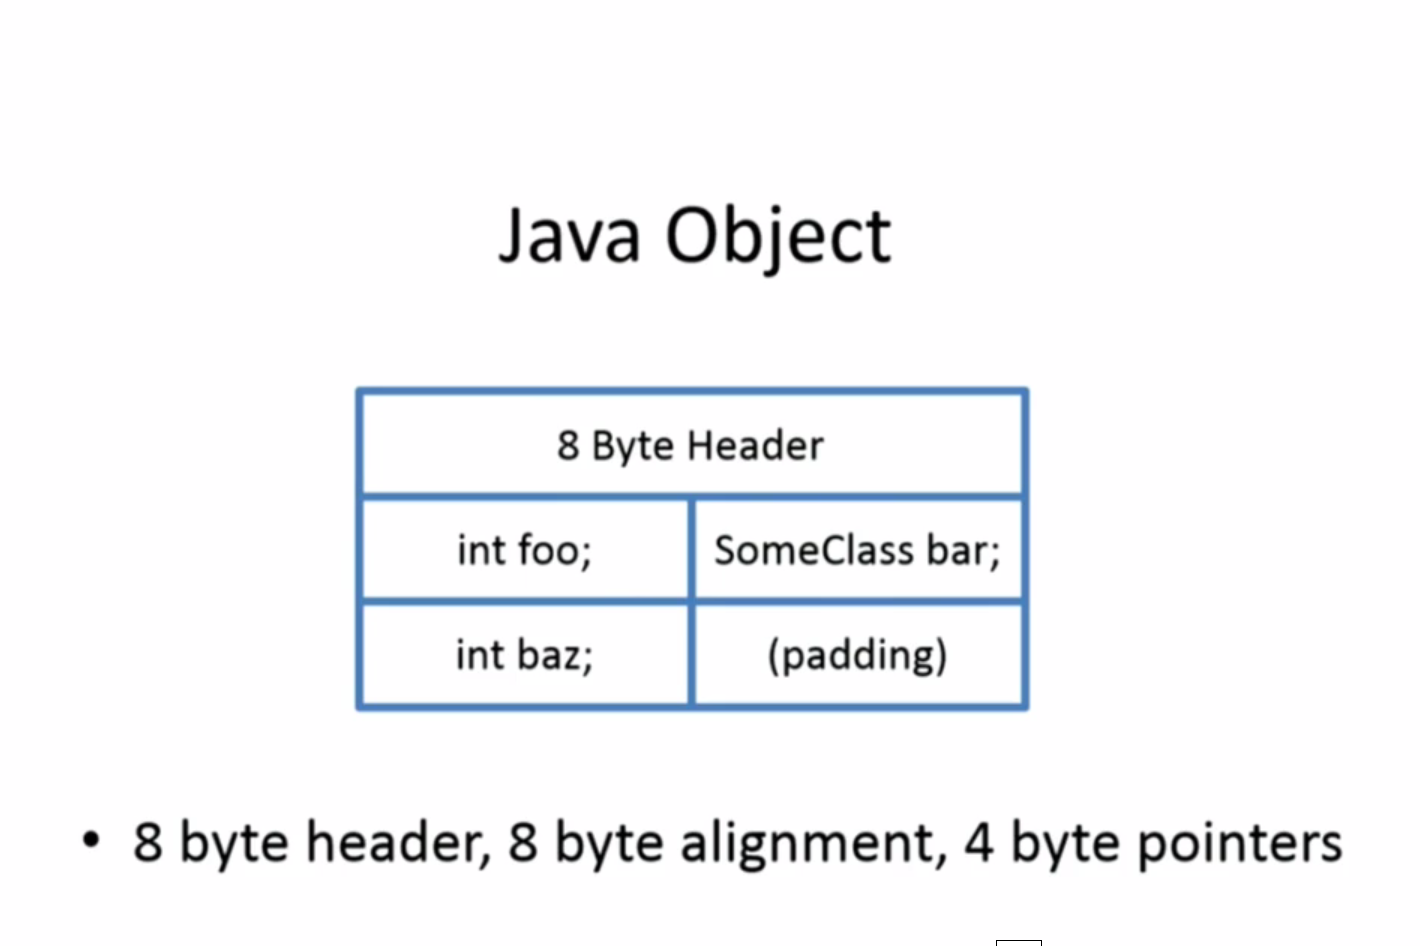 Java Object
8 Byte Header
int foo;
SomeClass bar;
int baz;
(padding)
• 8 byte header, 8 byte alignment, 4 byte pointers